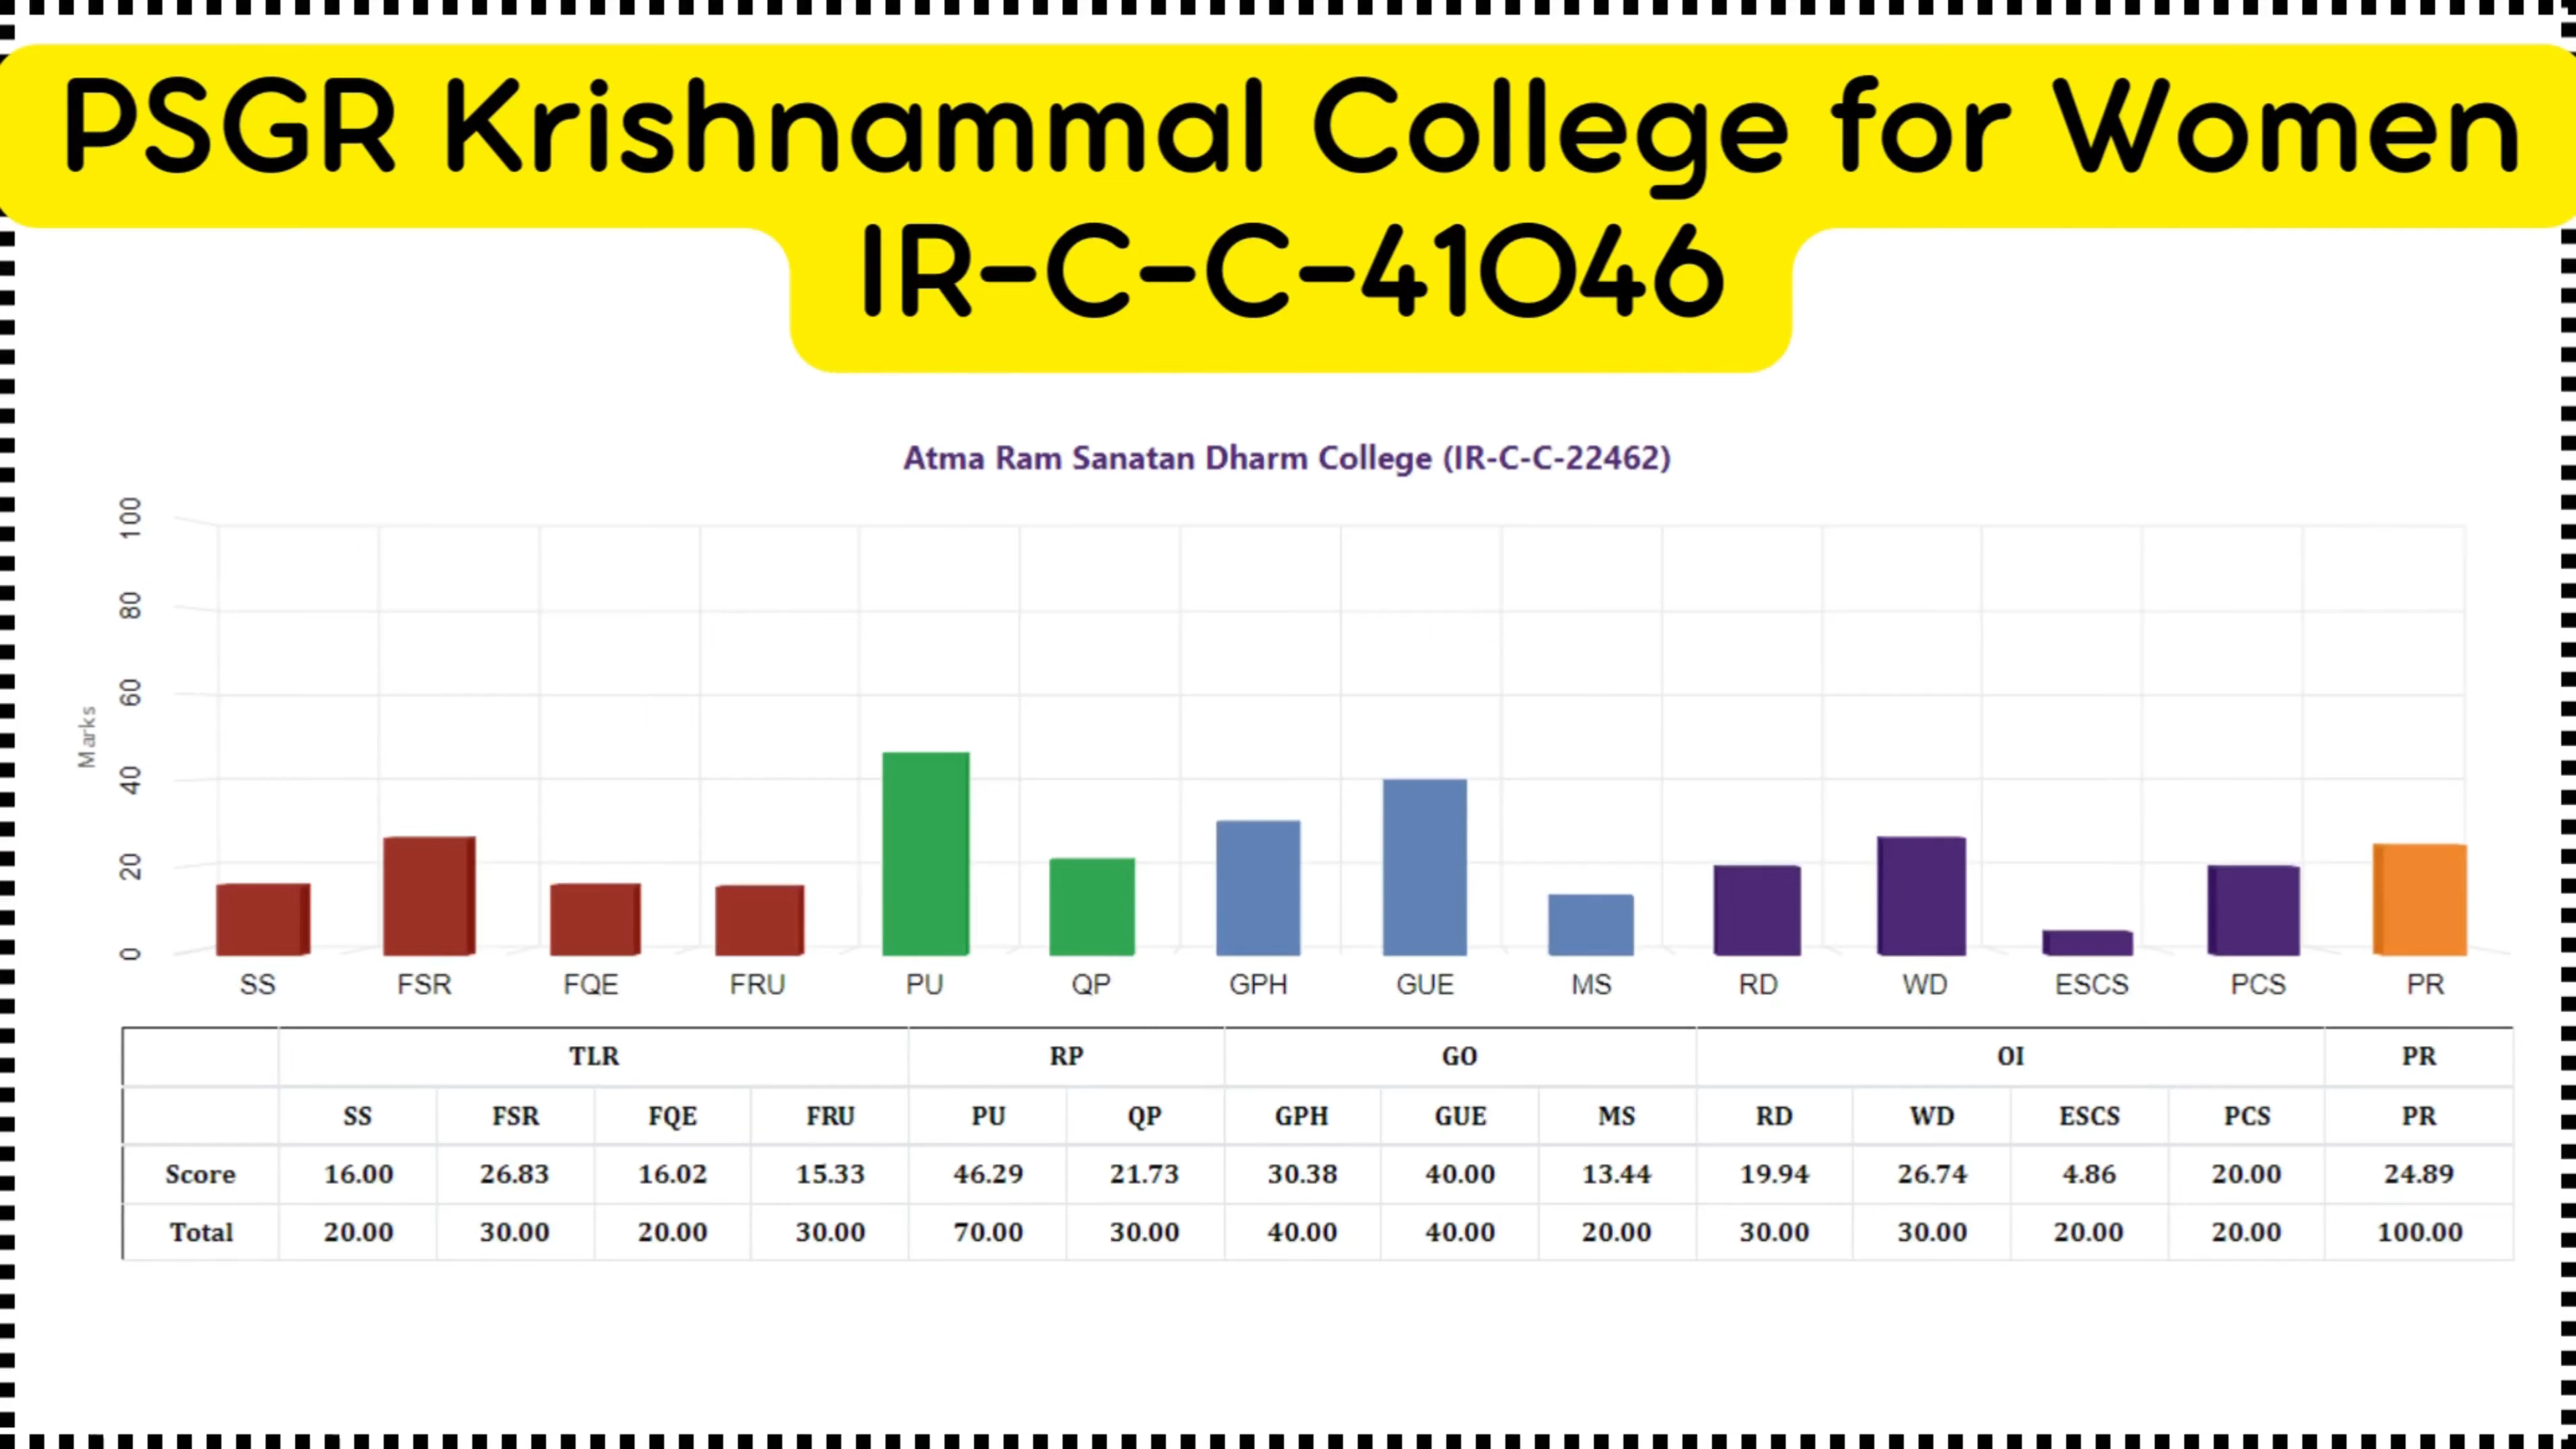 PSGR Krishnammal College for Women
IR-C-C-41046
Atma Ram Sanatan Dharm College (IR-C-C-22462)
Marks
100
80
60
40
20
0
SS FSR FQE FRU PU QP GPH GUE MS RD WD ESCS PCS PR
TLR RP GO OI PR
SS FSR FQE FRU PU QP GPH GUE MS RD WD ESCS PCS PR
Score 16.00 26.83 16.02 15.33 46.29 21.73 30.38 40.00 13.44 19.94 26.74 4.86 20.00 24.89
Total 20.00 30.00 20.00 30.00 70.00 30.00 40.00 40.00 20.00 30.00 30.00 20.00 20.00 100.00